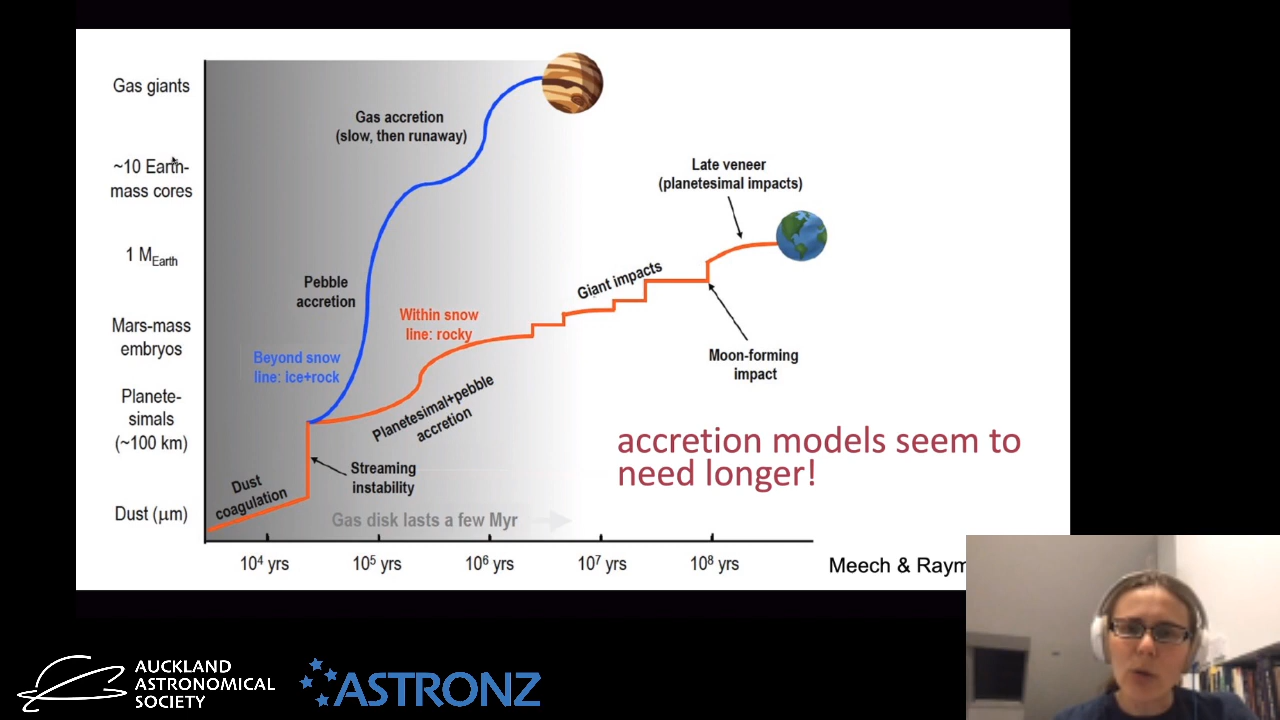 Gas giants
~10 Earth-
mass cores
1 MEarth
Mars-mass
embryos
Planete-
simals
(~100 km)
Dust (μm)
Gas accretion
(slow, then runaway)
Late veneer
(planetesimal impacts)
Pebble
accretion
Giant impacts
Within snow
line: rocky
Beyond snow
line: ice+rock
Moon-forming
impact
Planetesimal+pebble
accretion
accretion models seem to
need longer!
Streaming
instability
Dust
coagulation
Gas disk lasts a few Myr
10⁴ yrs
10⁵ yrs
10⁶ yrs
10⁷ yrs
10⁸ yrs
Meech & Raym
AUCKLAND
ASTRONOMICAL
SOCIETY
ASTRONZ